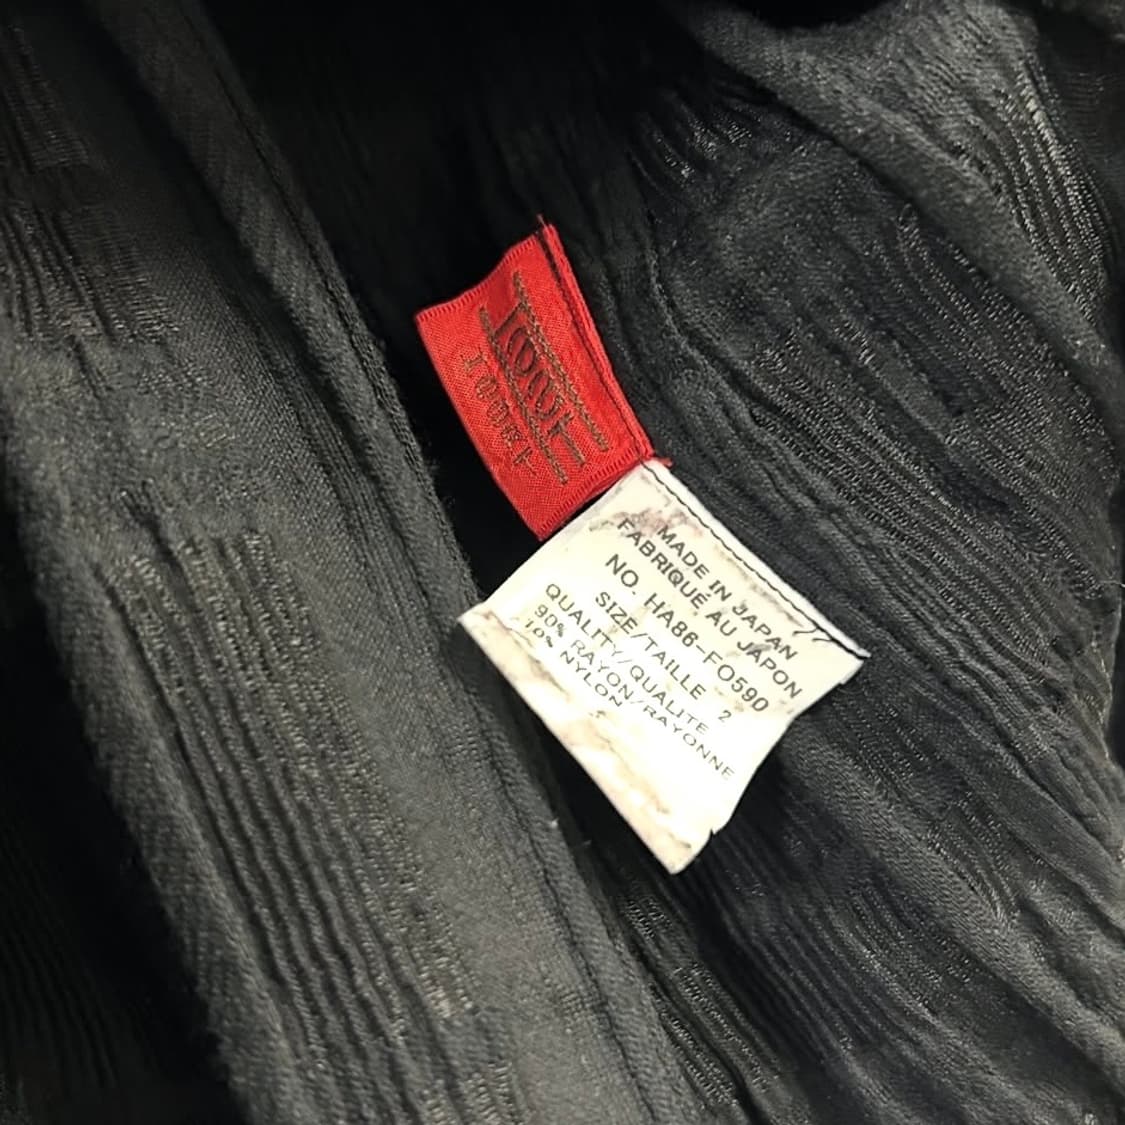 MADE IN JAPAN
FABRIQUÉ AU JAPON
NO. HA86-FO590
SIZE/TAILLE 2
QUALITY/QUALITE
90% RAYON/RAYONNE
10% NYLON